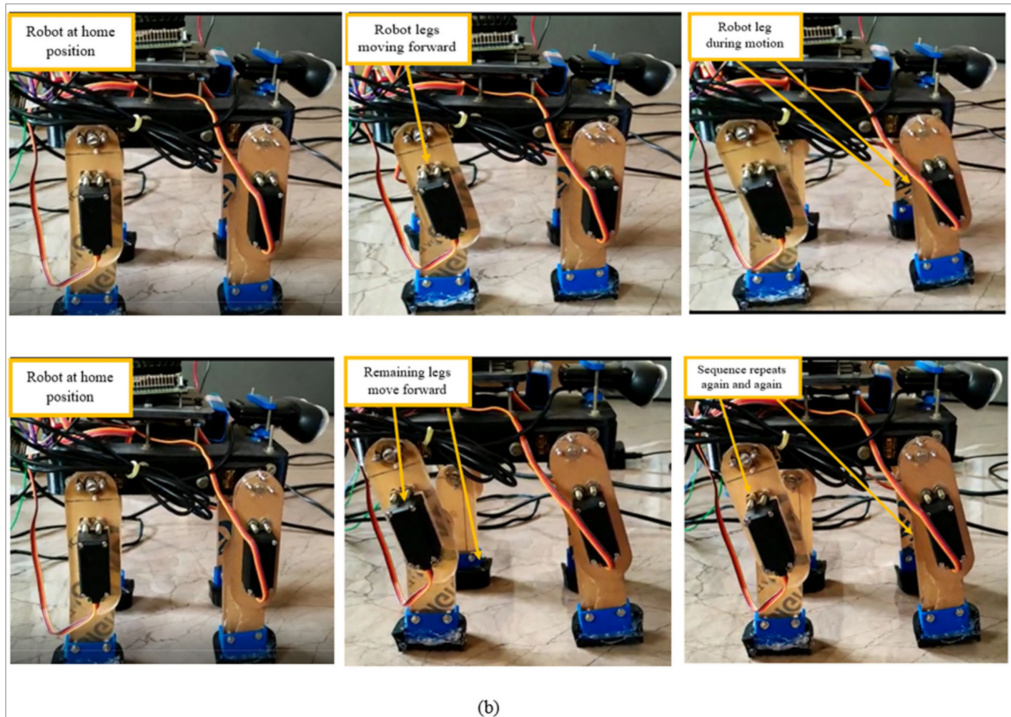 Robot at home
position
Robot legs
moving forward
Robot leg
during motion
Robot at home
position
Remaining legs
move forward
Sequence repeats
again and again
(b)